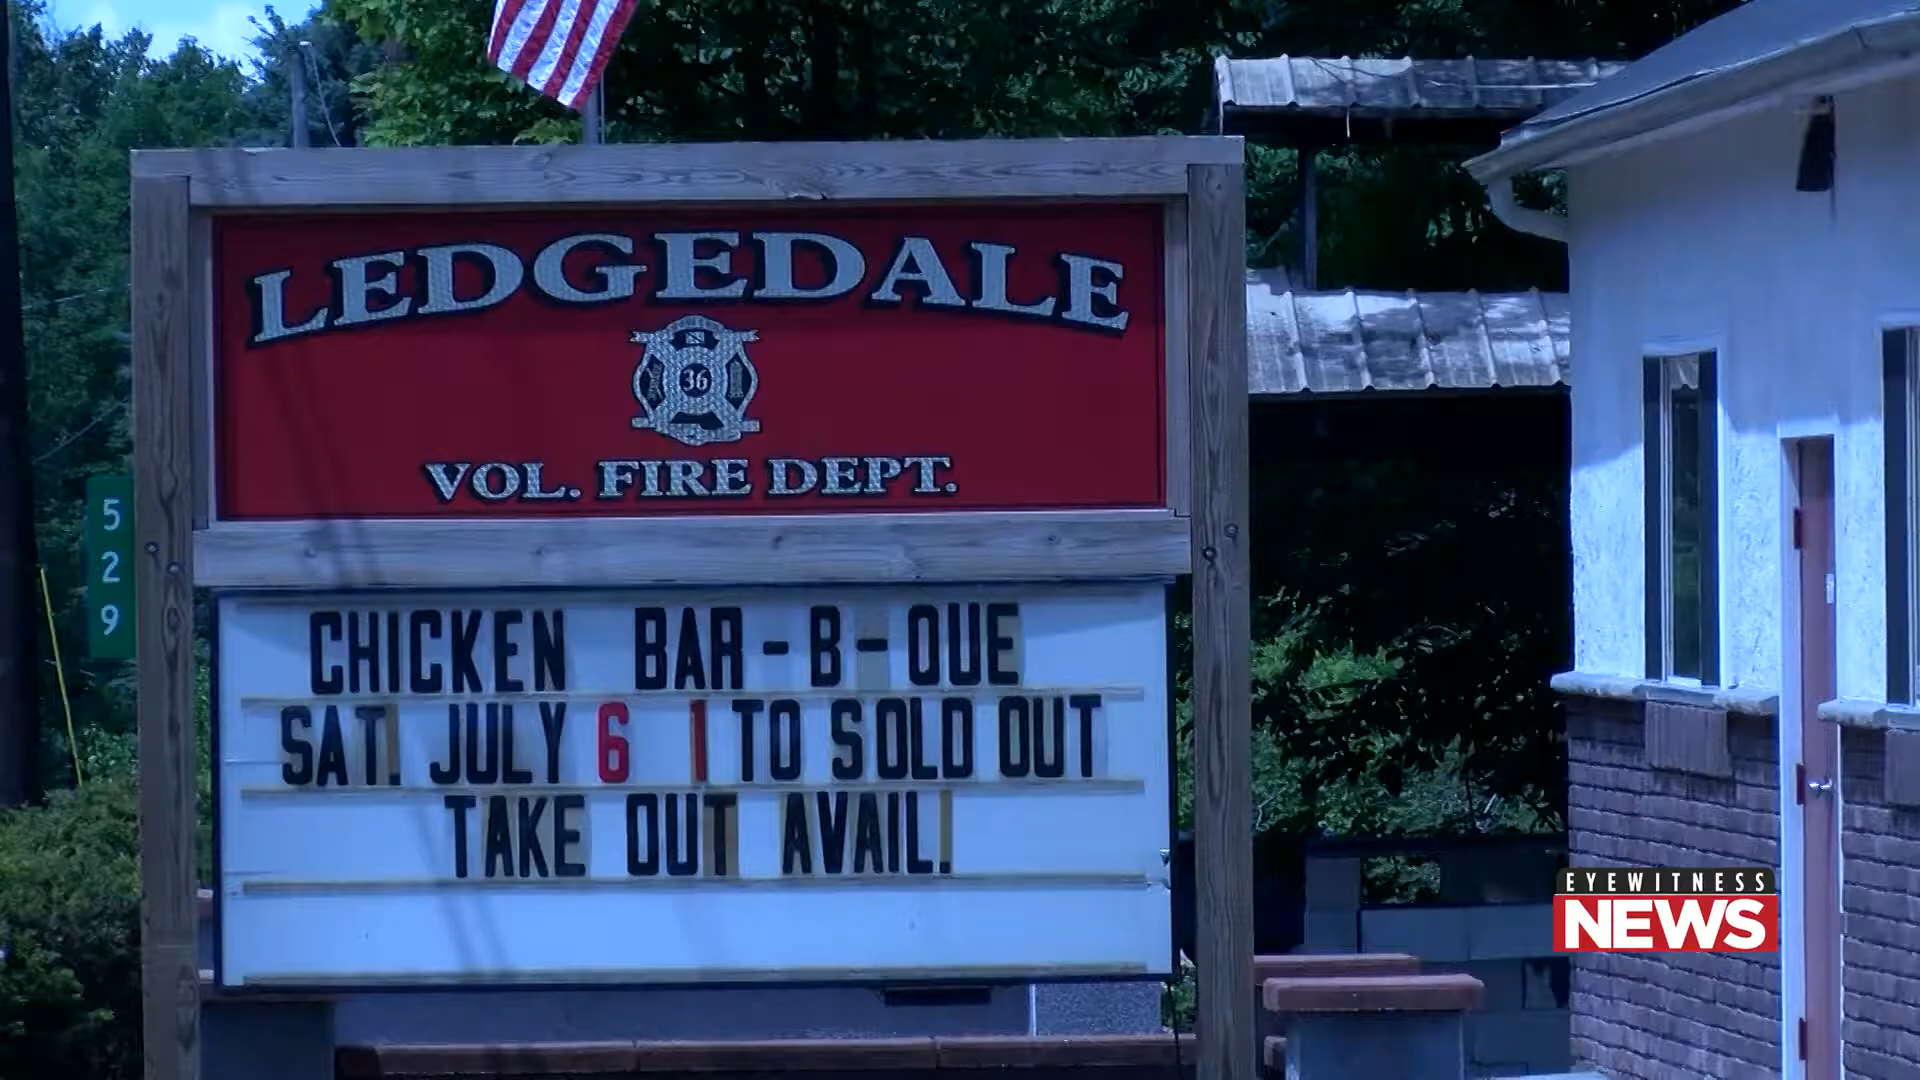 LEDGEDALE
36
VOL. FIRE DEPT.
529
CHICKEN BAR-B-QUE
SAT. JULY 6 1 TO SOLD OUT
TAKE OUT AVAIL.
EYEWITNESS
NEWS